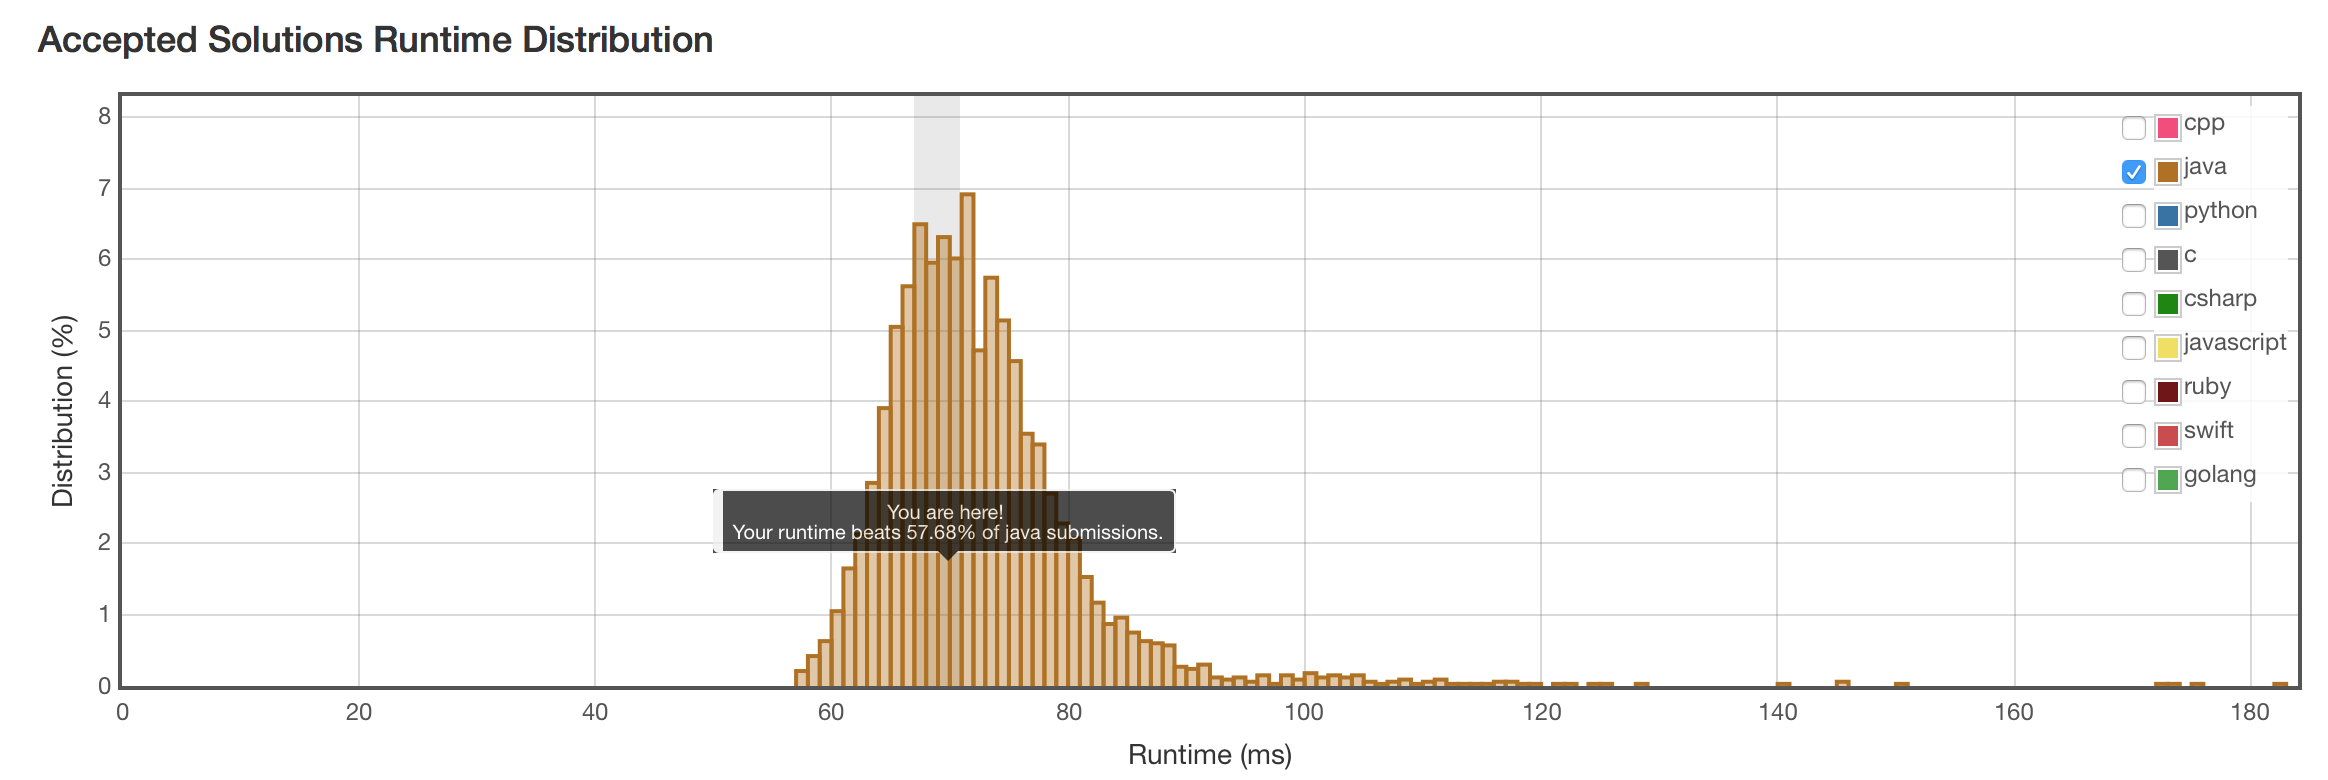 Accepted Solutions Runtime Distribution
Distribution (%)
8
7
6
5
4
3
2
1
0
You are here!
Your runtime beats 57.68% of java submissions.
cpp
java
python
c
csharp
javascript
ruby
swift
golang
0 20 40 60 80 100 120 140 160 180
Runtime (ms)